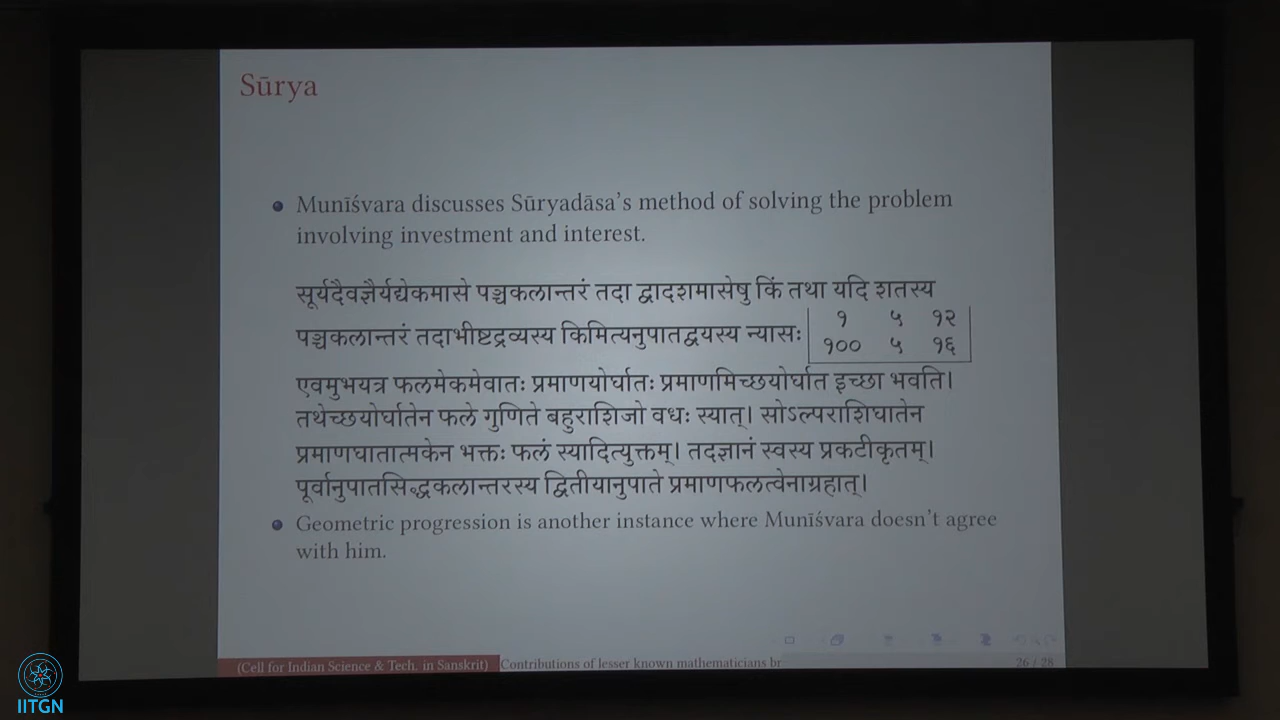 Sūrya
Munīśvara discusses Sūryadāsa's method of solving the problem
involving investment and interest.
सूर्यदैवज्ञैर्यद्येकमासे पञ्चकलान्तरं तदा द्वादशमासेषु किं तथा यदि शतस्य
पञ्चकलान्तरं तदाभीष्टद्रव्यस्य किमित्यनुपातद्वयस्य न्यासः
१ ५ १२
१०० ५ १६
एवमुभयत्र फलमेकमेवातः प्रमाणयोर्घातः प्रमाणमिच्छयोर्घात इच्छा भवति।
तथेच्छयोर्घातेन फले गुणिते बहुराशिजो वधः स्यात्। सोऽल्पराशिघातेन
प्रमाणघातात्मकेन भक्तः फलं स्यादित्युक्तम्। तदज्ञानं स्वस्य प्रकटीकृतम्।
पूर्वानुपातसिद्धकलान्तरस्य द्वितीयानुपाते प्रमाणफलत्वेनाग्रहात्।
Geometric progression is another instance where Munīśvara doesn't agree
with him.
(Cell for Indian Science & Tech. in Sanskrit) Contributions of lesser known mathematicians br 26 / 28
IITGN